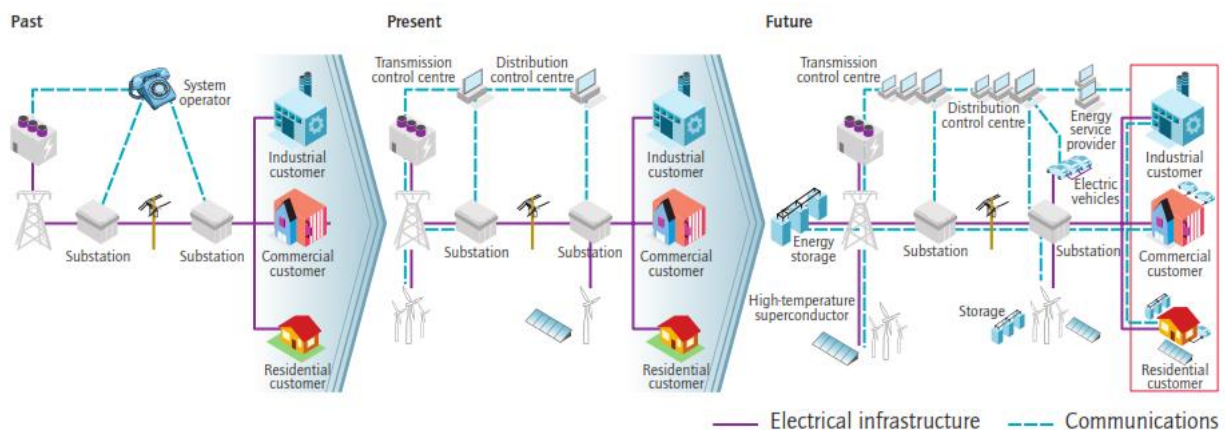 Past
System
operator
Substation
Substation
Industrial
customer
Commercial
customer
Residential
customer
Present
Transmission
control centre
Distribution
control centre
Substation
Substation
Industrial
customer
Commercial
customer
Residential
customer
Future
Transmission
control centre
Distribution
control centre
Energy
service
provider
Electric
vehicles
Energy
storage
Substation
Substation
High-temperature
superconductor
Storage
Industrial
customer
Commercial
customer
Residential
customer
Electrical infrastructure
Communications